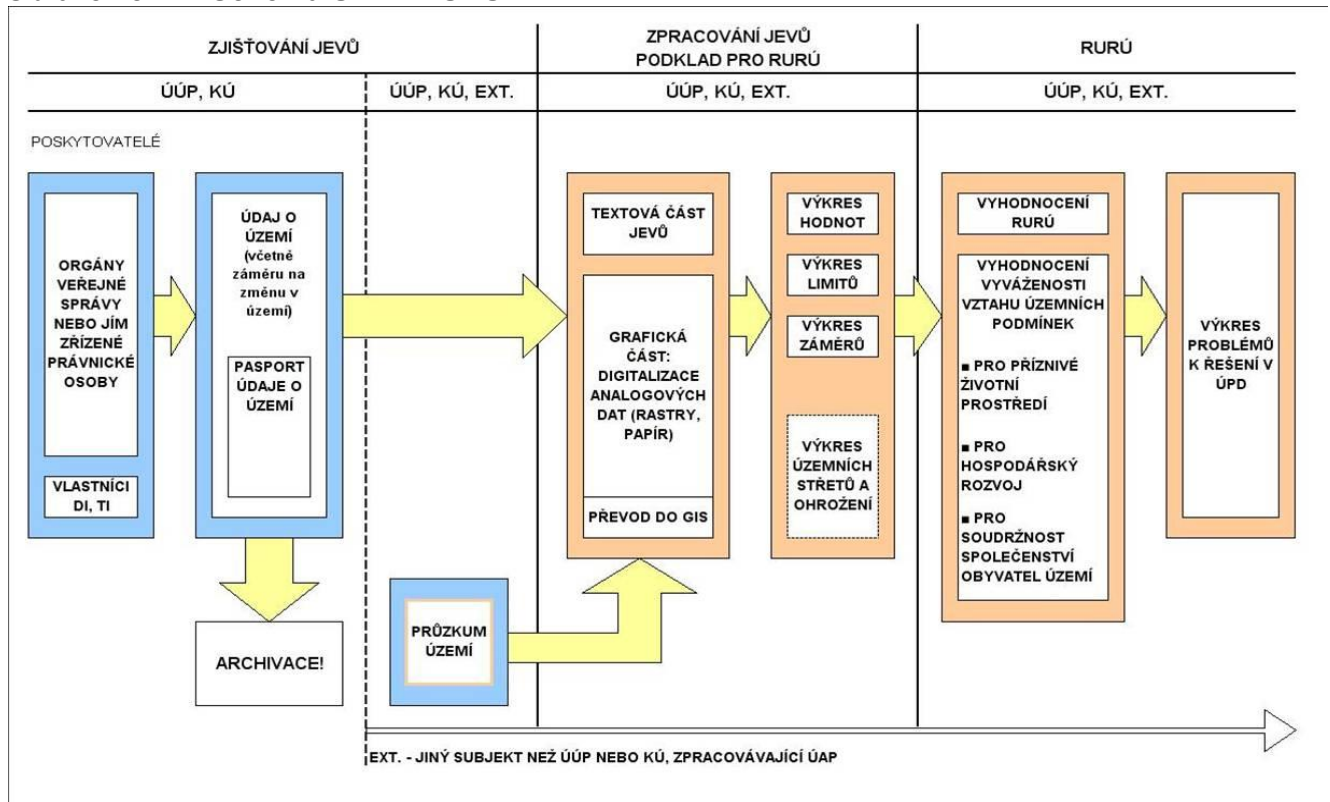 ZJIŠŤOVÁNÍ JEVŮ
ZPRACOVÁNÍ JEVŮ
PODKLAD PRO RURÚ
RURÚ
ÚÚP, KÚ
ÚÚP, KÚ, EXT.
ÚÚP, KÚ, EXT.
ÚÚP, KÚ, EXT.
POSKYTOVATELÉ
ORGÁNY
VEŘEJNÉ
SPRÁVY
NEBO JÍM
ZŘÍZENÉ
PRÁVNICKÉ
OSOBY
VLASTNÍCI
DI, TI
ÚDAJ O
ÚZEMÍ
(včetně
záměru na
změnu v
území)
PASPORT
ÚDAJE O
ÚZEMÍ
ARCHIVACE!
PRŮZKUM
ÚZEMÍ
TEXTOVÁ ČÁST
JEVŮ
GRAFICKÁ
ČÁST:
DIGITALIZACE
ANALOGOVÝCH
DAT (RASTRY,
PAPÍR)
PŘEVOD DO GIS
VÝKRES
HODNOT
VÝKRES
LIMITŮ
VÝKRES
ZÁMĚRŮ
VÝKRES
ÚZEMNÍCH
STŘETŮ A
OHROŽENÍ
VYHODNOCENÍ
RURÚ
VYHODNOCENÍ
VYVÁŽENOSTI
VZTAHU ÚZEMNÍCH
PODMÍNEK
■ PRO PŘÍZNIVÉ
ŽIVOTNÍ
PROSTŘEDÍ
■ PRO
HOSPODÁŘSKÝ
ROZVOJ
■ PRO
SOUDRŽNOST
SPOLEČENSTVÍ
OBYVATEL ÚZEMÍ
VÝKRES
PROBLÉMŮ
K ŘEŠENÍ V
ÚPD
EXT. - JINÝ SUBJEKT NEŽ ÚÚP NEBO KÚ, ZPRACOVÁVAJÍCÍ ÚAP